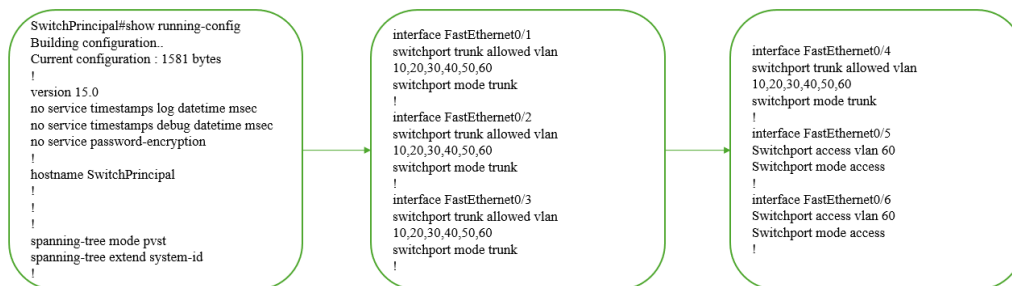 SwitchPrincipal#show running-config
Building configuration..
Current configuration : 1581 bytes
!
version 15.0
no service timestamps log datetime msec
no service timestamps debug datetime msec
no service password-encryption
!
hostname SwitchPrincipal
!
!
!
spanning-tree mode pvst
spanning-tree extend system-id
!
interface FastEthernet0/1
switchport trunk allowed vlan
10,20,30,40,50,60
switchport mode trunk
!
interface FastEthernet0/2
switchport trunk allowed vlan
10,20,30,40,50,60
switchport mode trunk
!
interface FastEthernet0/3
switchport trunk allowed vlan
10,20,30,40,50,60
switchport mode trunk
!
interface FastEthernet0/4
switchport trunk allowed vlan
10,20,30,40,50,60
switchport mode trunk
!
interface FastEthernet0/5
Switchport access vlan 60
Switchport mode access
!
interface FastEthernet0/6
Switchport access vlan 60
Switchport mode access
!